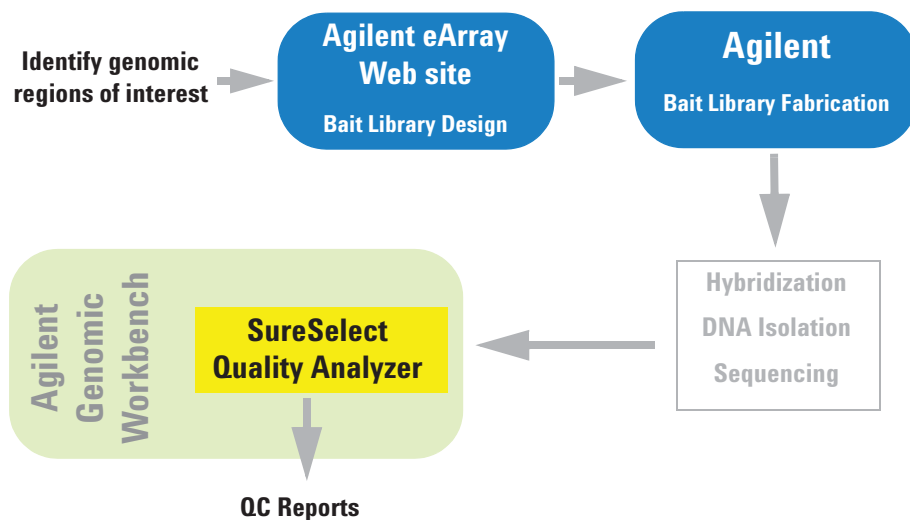 Identify genomic
regions of interest
Agilent eArray
Web site
Bait Library Design
Agilent
Bait Library Fabrication
Hybridization
DNA Isolation
Sequencing
Agilent
Genomic
Workbench
SureSelect
Quality Analyzer
QC Reports